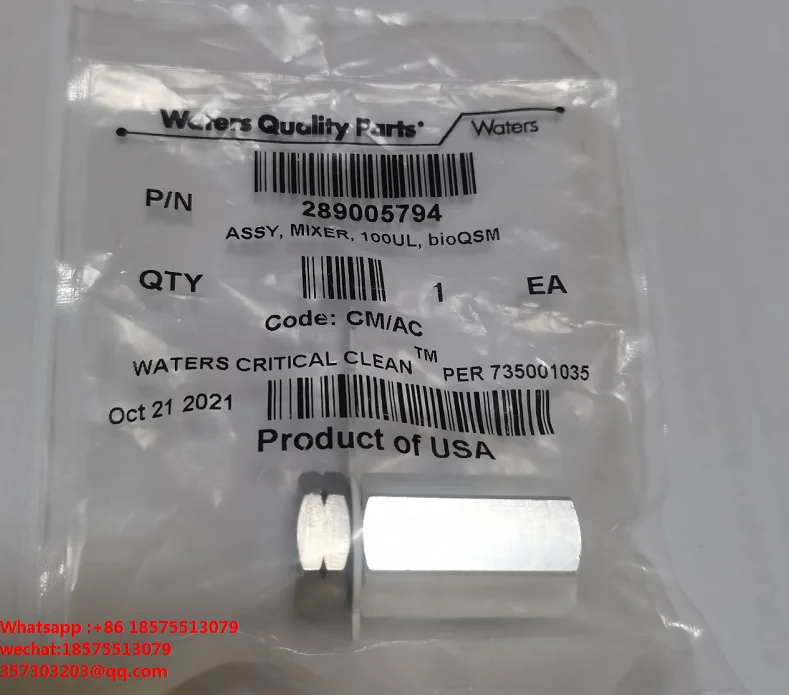 Waters Quality Parts® Waters
P/N 289005794
ASSY, MIXER, 100UL, bioQSM
QTY 1 EA
Code: CM/AC
WATERS CRITICAL CLEAN™ PER 735001035
Oct 21 2021
Product of USA
Whatsapp :+86 18575513079
wechat:18575513079
357303203@qq.com